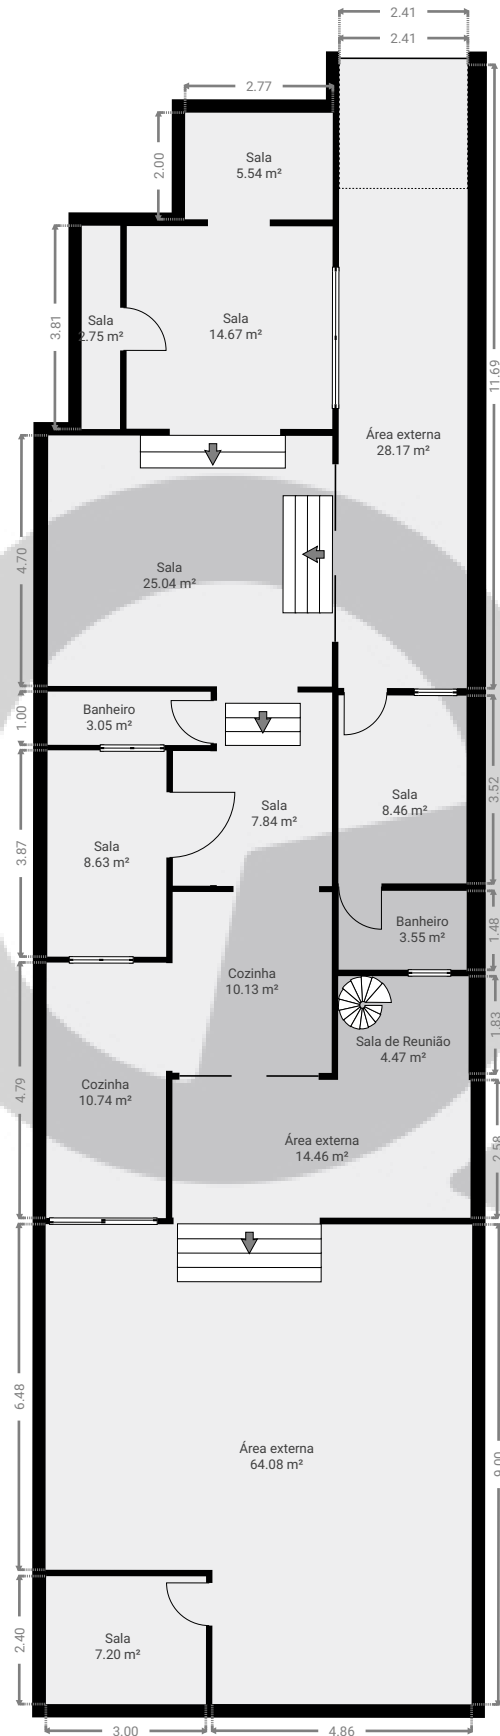 2.41
2.41
2.77
2.00
Sala
5.54 m²
3.81
Sala
2.75 m²
Sala
14.67 m²
11.69
Área externa
28.17 m²
4.70
Sala
25.04 m²
1.00
Banheiro
3.05 m²
3.52
Sala
8.46 m²
Sala
7.84 m²
3.87
Sala
8.63 m²
1.48
Banheiro
3.55 m²
Cozinha
10.13 m²
1.83
Sala de Reunião
4.47 m²
4.79
Cozinha
10.74 m²
2.58
Área externa
14.46 m²
6.48
9.00
Área externa
64.08 m²
2.40
Sala
7.20 m²
3.00
4.86